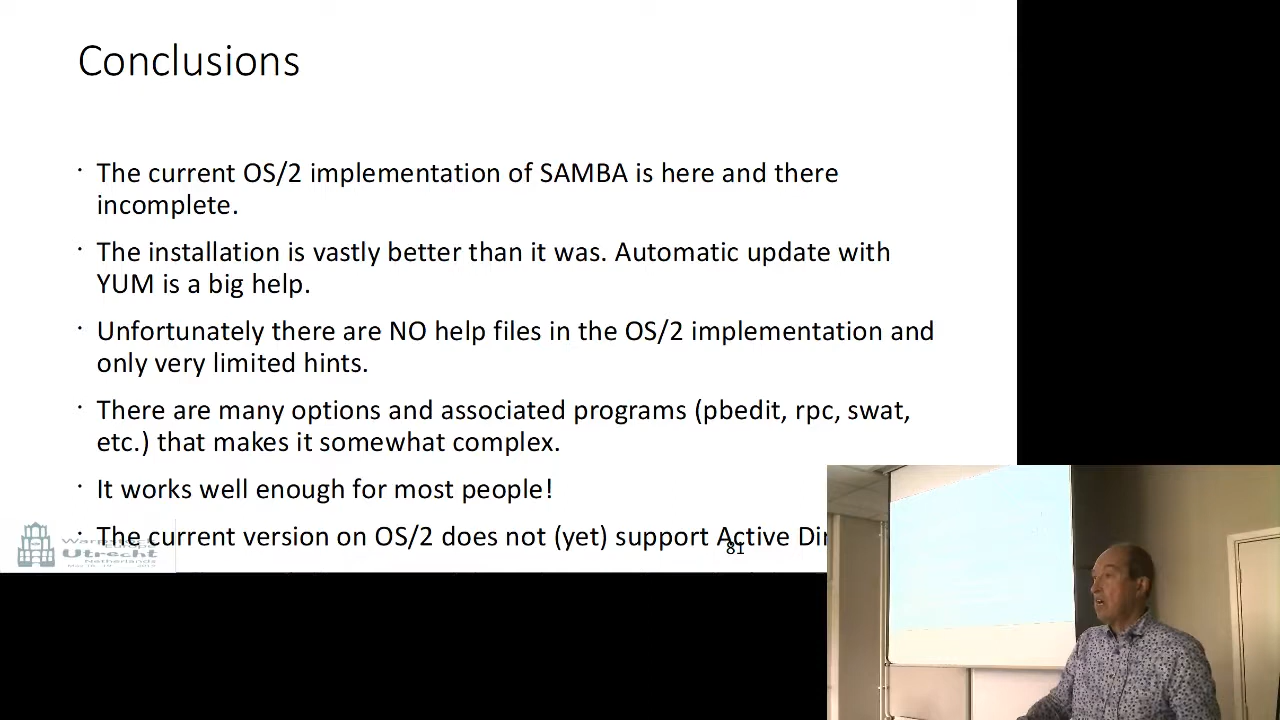 Conclusions
· The current OS/2 implementation of SAMBA is here and there
incomplete.
· The installation is vastly better than it was. Automatic update with
YUM is a big help.
· Unfortunately there are NO help files in the OS/2 implementation and
only very limited hints.
· There are many options and associated programs (pbedit, rpc, swat,
etc.) that makes it somewhat complex.
· It works well enough for most people!
· The current version on OS/2 does not (yet) support Active Dir
81
Utrecht
Netherlands